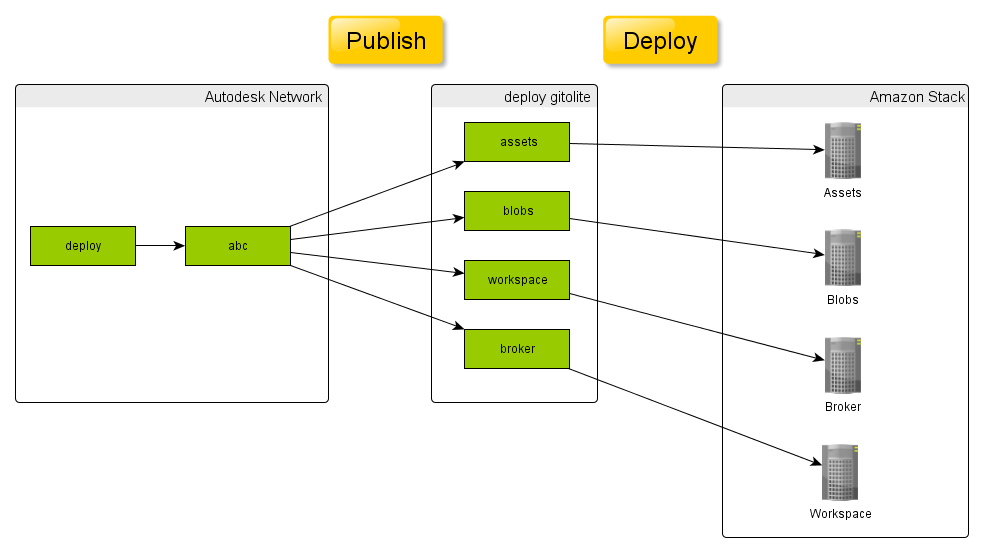 Publish
Deploy
Autodesk Network
deploy gitolite
Amazon Stack
deploy
abc
assets
blobs
workspace
broker
Assets
Blobs
Broker
Workspace